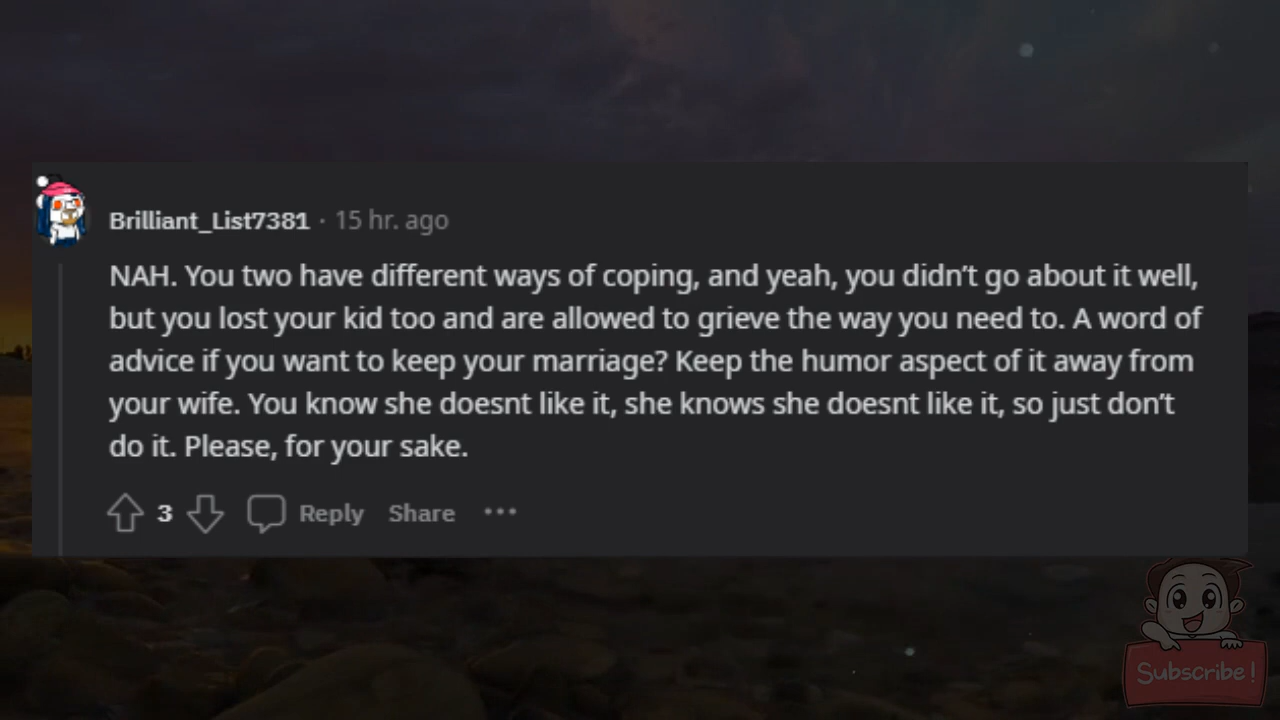 Brilliant_List7381 · 15 hr. ago
NAH. You two have different ways of coping, and yeah, you didn’t go about it well,
but you lost your kid too and are allowed to grieve the way you need to. A word of
advice if you want to keep your marriage? Keep the humor aspect of it away from
your wife. You know she doesnt like it, she knows she doesnt like it, so just don’t
do it. Please, for your sake.
3 Reply Share ···
Subscribe!